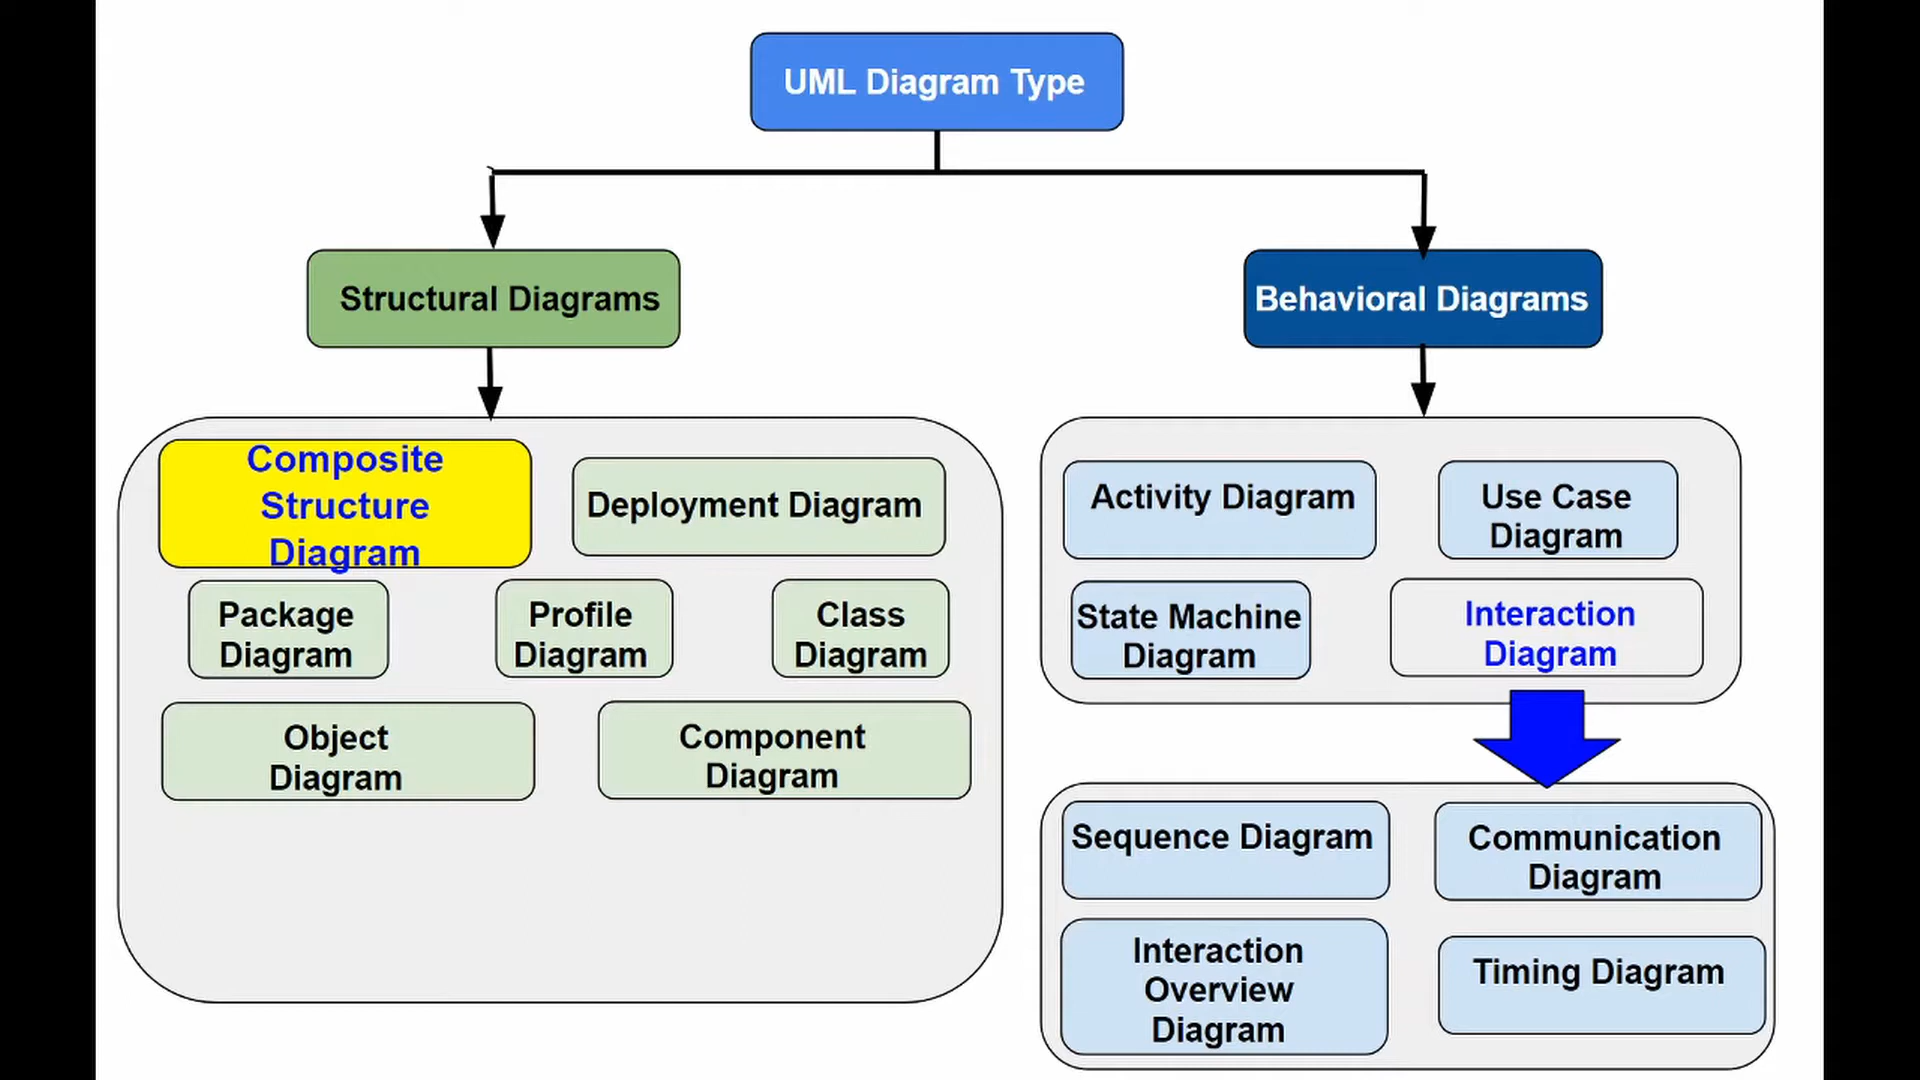 UML Diagram Type
Structural Diagrams
Behavioral Diagrams
Composite
Structure
Diagram
Deployment Diagram
Package
Diagram
Profile
Diagram
Class
Diagram
Object
Diagram
Component
Diagram
Activity Diagram
Use Case
Diagram
State Machine
Diagram
Interaction
Diagram
Sequence Diagram
Communication
Diagram
Interaction
Overview
Diagram
Timing Diagram